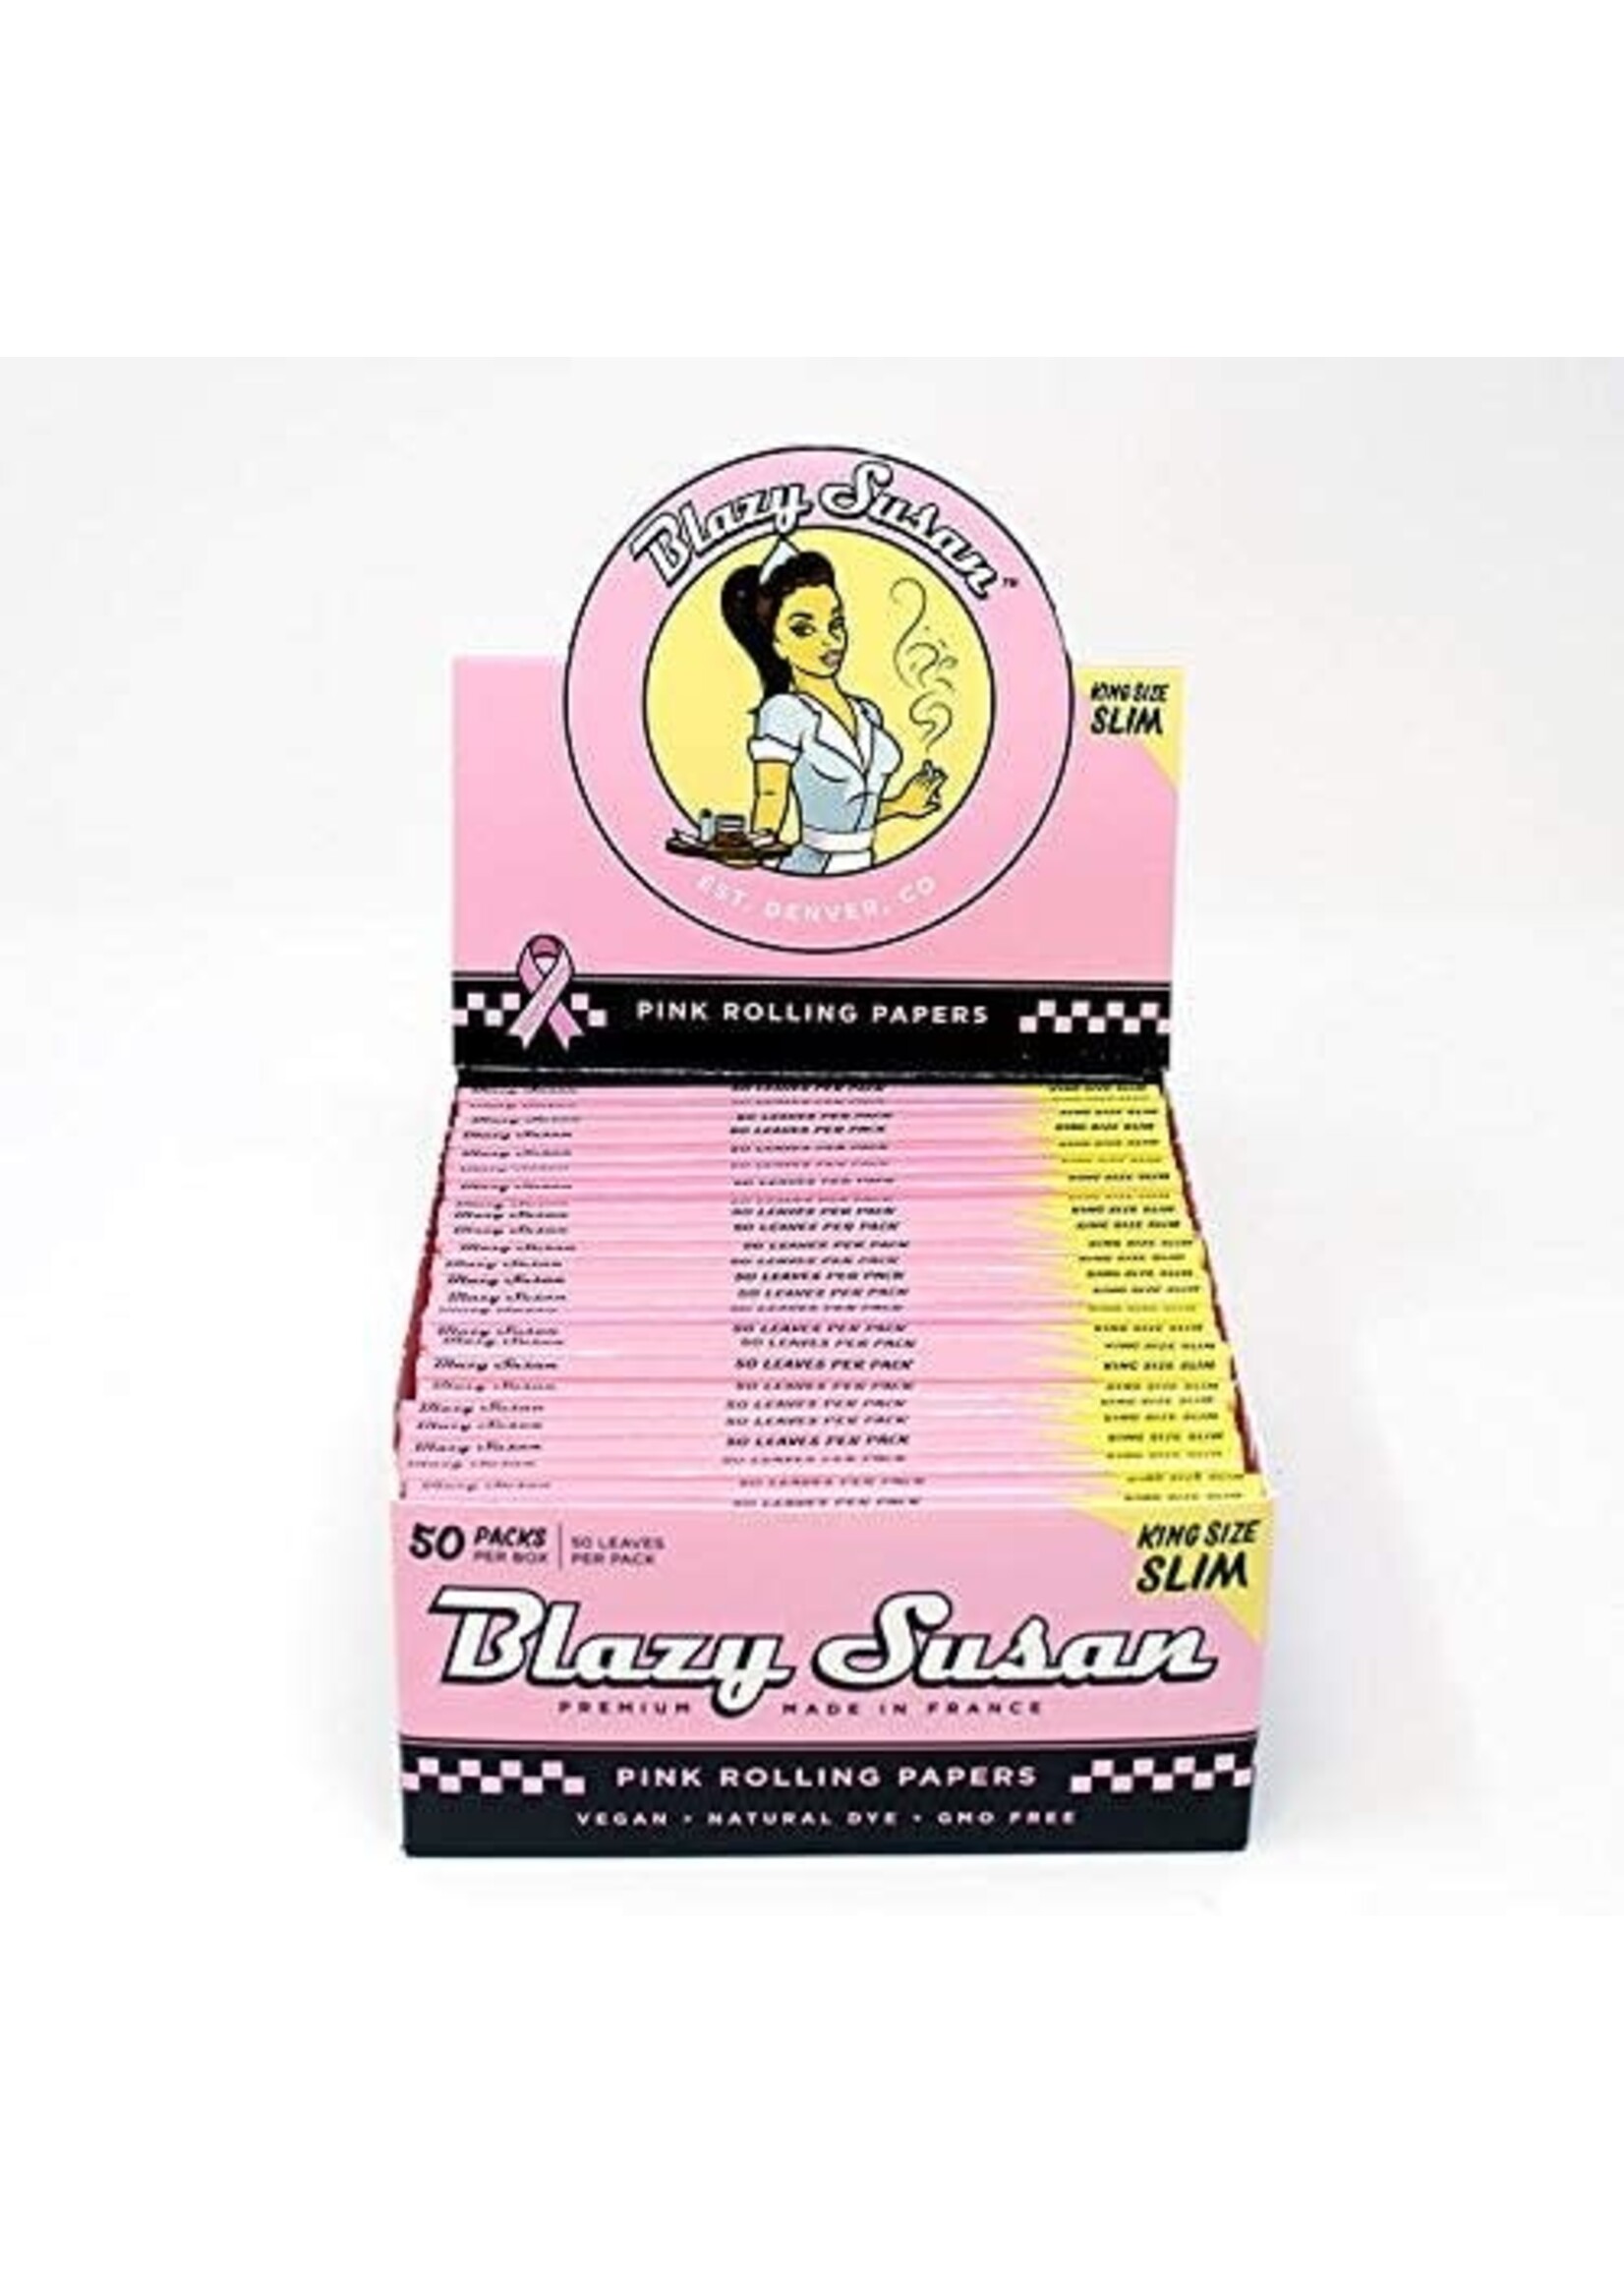 Blazy Susan™
KING SIZE
SLIM
EST. DENVER, CO
PINK ROLLING PAPERS
Blazy Susan 50 LEAVES PER PACK KING SIZE SLIM
50 PACKS
PER BOX
50 LEAVES
PER PACK
KING SIZE
SLIM
Blazy Susan
PREMIUM MADE IN FRANCE
PINK ROLLING PAPERS
VEGAN • NATURAL DYE • GMO FREE